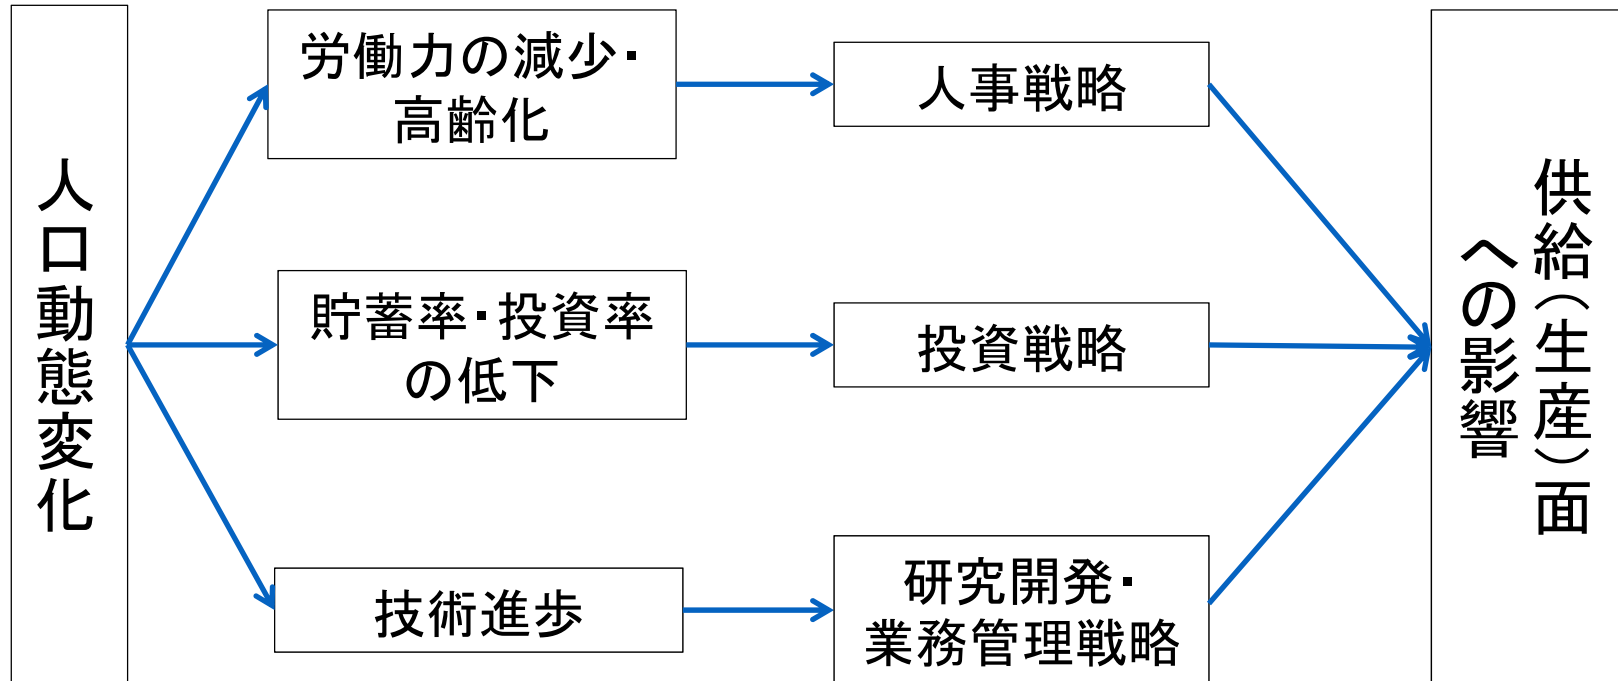 人口動態変化
労働力の減少・
高齢化
人事戦略
貯蓄率・投資率
の低下
投資戦略
技術進歩
研究開発・
業務管理戦略
供給（生産）面
への影響